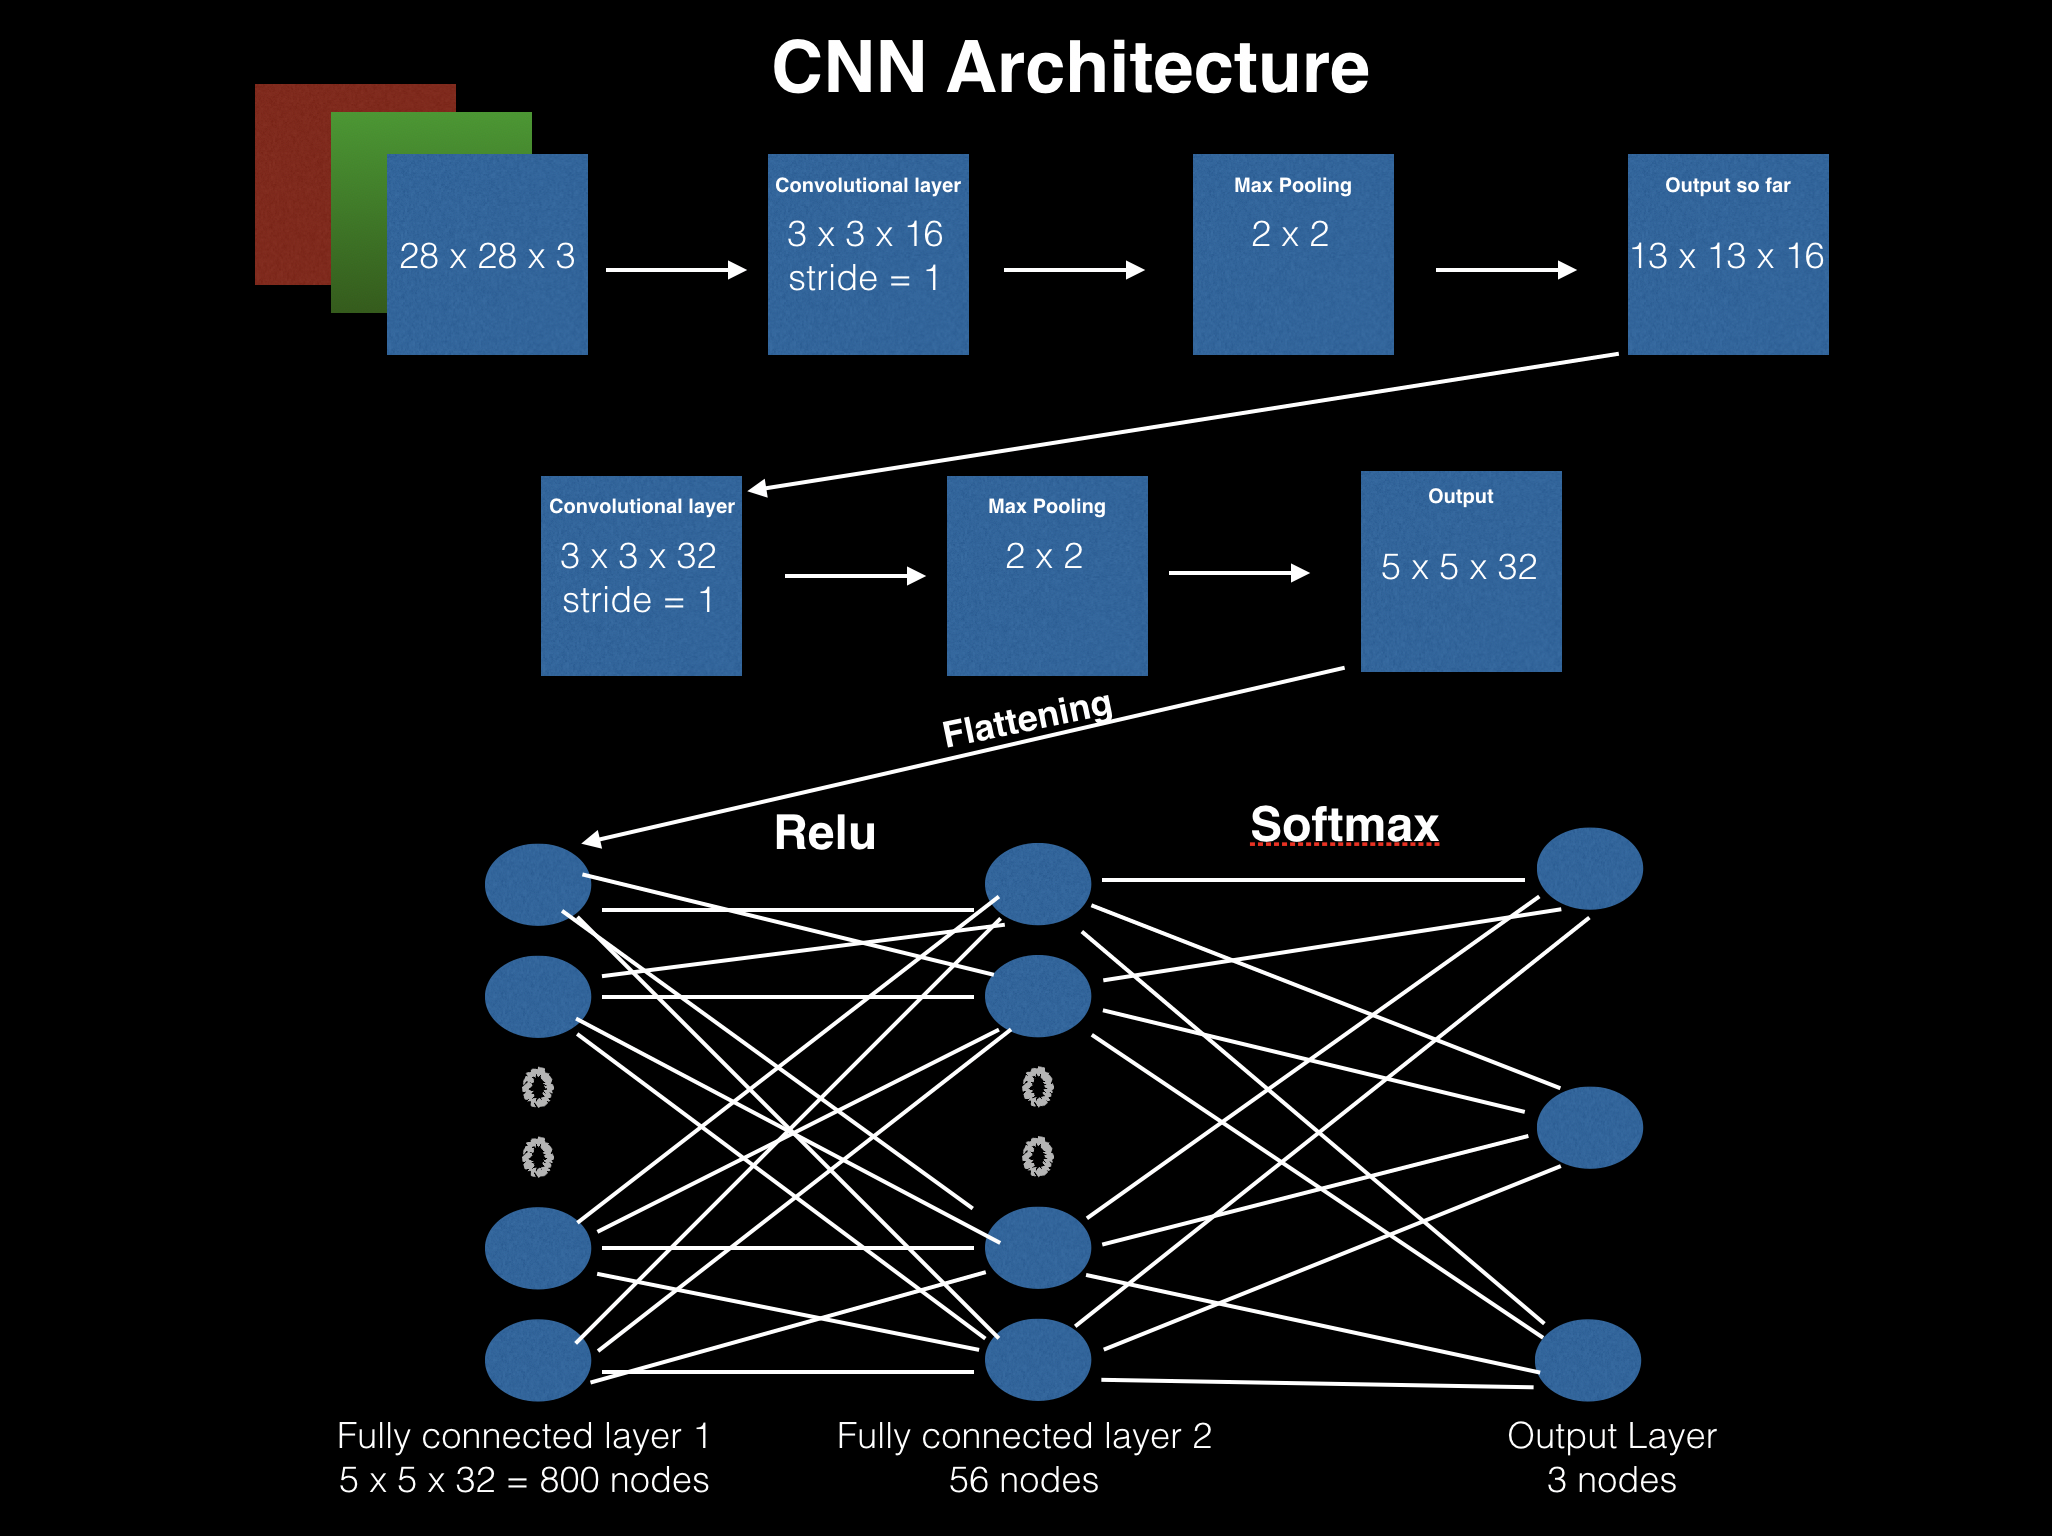 CNN Architecture
28 x 28 x 3
Convolutional layer
3 x 3 x 16
stride = 1
Max Pooling
2 x 2
Output so far
13 x 13 x 16
Convolutional layer
3 x 3 x 32
stride = 1
Max Pooling
2 x 2
Output
5 x 5 x 32
Flattening
Relu
Softmax
Fully connected layer 1
5 x 5 x 32 = 800 nodes
Fully connected layer 2
56 nodes
Output Layer
3 nodes